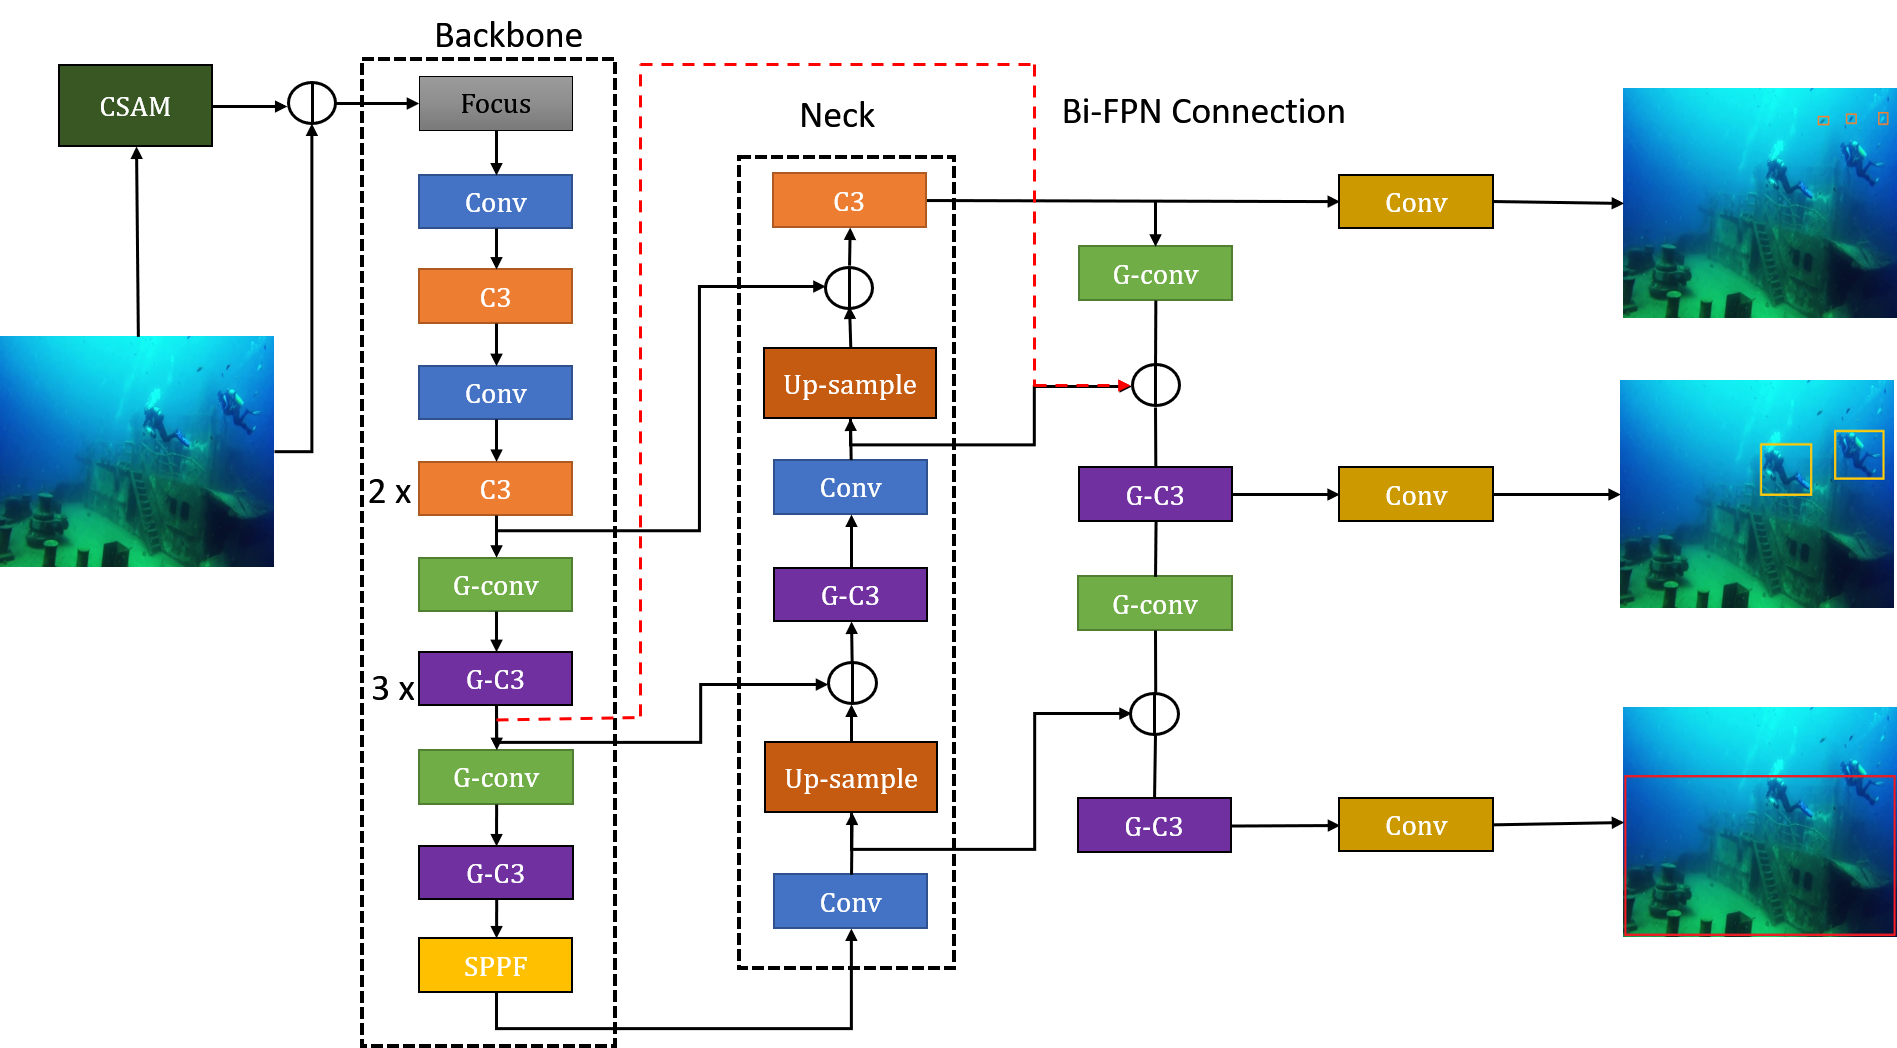 Backbone
CSAM
Focus
Conv
C3
Conv
2 x
C3
G-conv
3 x
G-C3
G-conv
G-C3
SPPF
Neck
C3
Up-sample
Conv
G-C3
Up-sample
Conv
Bi-FPN Connection
Conv
G-conv
G-C3
Conv
G-conv
G-C3
Conv